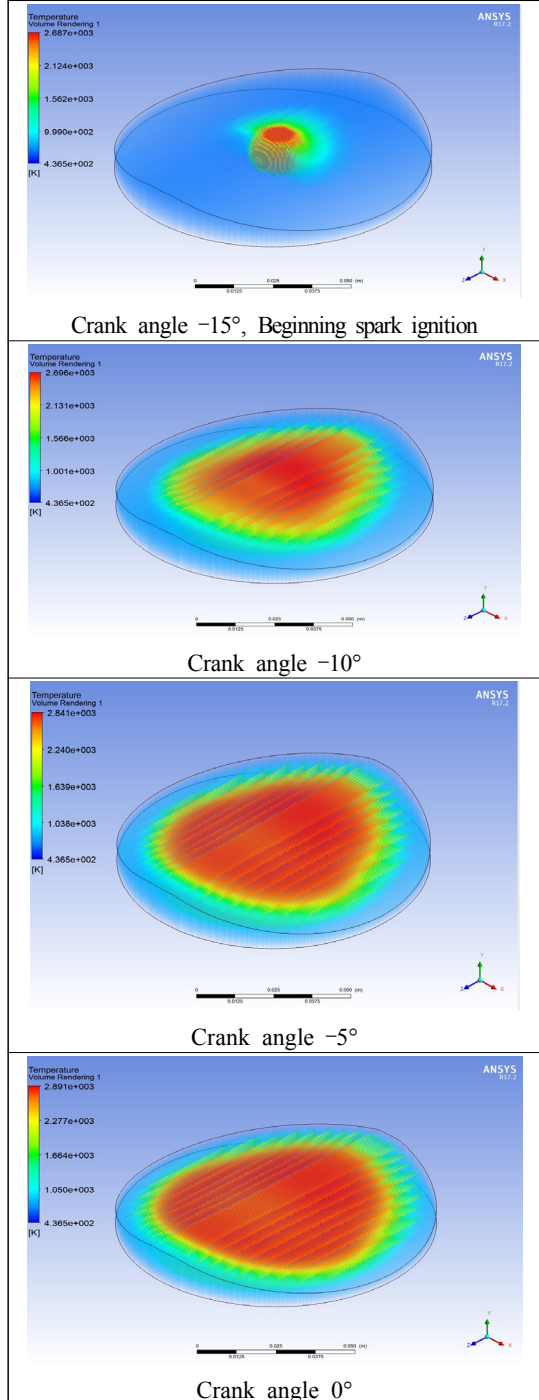 Temperature
Volume Rendering 1
2.687e+003
2.124e+003
1.562e+003
9.990e+002
4.365e+002
[K]
ANSYS
R17.2
0 0.025 0.050 (m)
0.0125 0.0375
Y
Z X
Crank angle −15°, Beginning spark ignition
Temperature
Volume Rendering 1
2.696e+003
2.131e+003
1.566e+003
1.001e+003
4.365e+002
[K]
ANSYS
R17.2
0 0.025 0.050 (m)
0.0125 0.0375
Y
Z X
Crank angle −10°
Temperature
Volume Rendering 1
2.841e+003
2.240e+003
1.639e+003
1.038e+003
4.365e+002
[K]
ANSYS
R17.2
0 0.025 0.050 (m)
0.0125 0.0375
Y
Z X
Crank angle −5°
Temperature
Volume Rendering 1
2.891e+003
2.277e+003
1.664e+003
1.050e+003
4.365e+002
[K]
ANSYS
R17.2
0 0.025 0.050 (m)
0.0125 0.0375
Y
Z X
Crank angle 0°